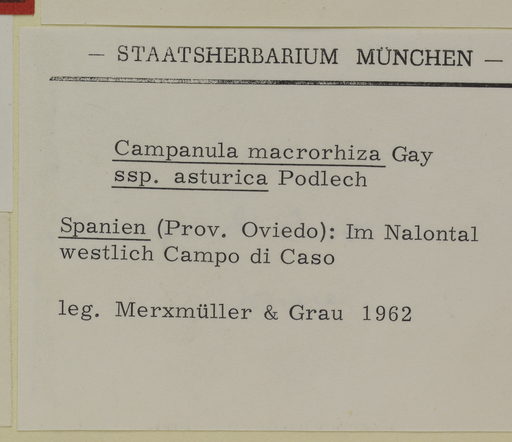 — STAATSHERBARIUM MÜNCHEN —
Campanula macrorhiza Gay
ssp. asturica Podlech
Spanien (Prov. Oviedo): Im Nalontal
westlich Campo di Caso
leg. Merxmüller & Grau 1962